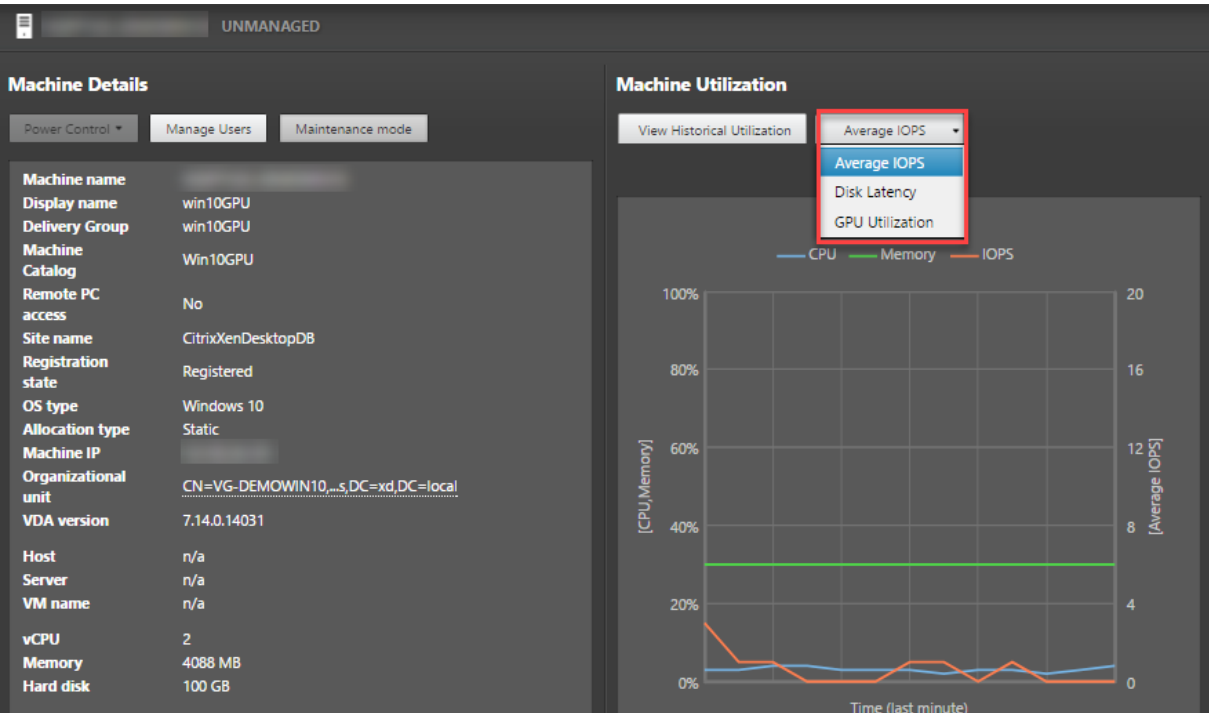 UNMANAGED
Machine Details
Power Control
Manage Users
Maintenance mode
Machine name
Display name win10GPU
Delivery Group win10GPU
Machine
Catalog
Win10GPU
Remote PC
access
No
Site name CitrixXenDesktopDB
Registration
state
Registered
OS type Windows 10
Allocation type Static
Machine IP
Organizational
unit
CN=VG-DEMOWIN10,...s,DC=xd,DC=local
VDA version 7.14.0.14031
Host n/a
Server n/a
VM name n/a
vCPU 2
Memory 4088 MB
Hard disk 100 GB
Machine Utilization
View Historical Utilization
Average IOPS
Average IOPS
Disk Latency
GPU Utilization
CPU Memory IOPS
100% 20
80% 16
60% 12
40% 8
20% 4
0% 0
[CPU,Memory]
[Average IOPS]
Time (last minute)